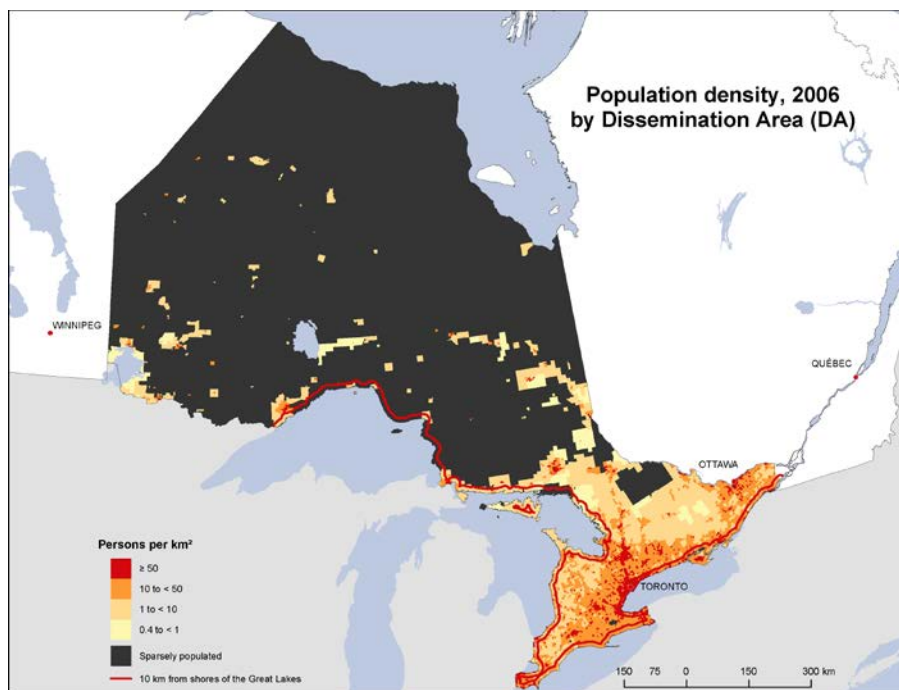 Population density, 2006
by Dissemination Area (DA)
WINNIPEG
QUÉBEC
OTTAWA
TORONTO
Persons per km²
≥ 50
10 to < 50
1 to < 10
0.4 to < 1
Sparsely populated
10 km from shores of the Great Lakes
150 75 0 150 300 km